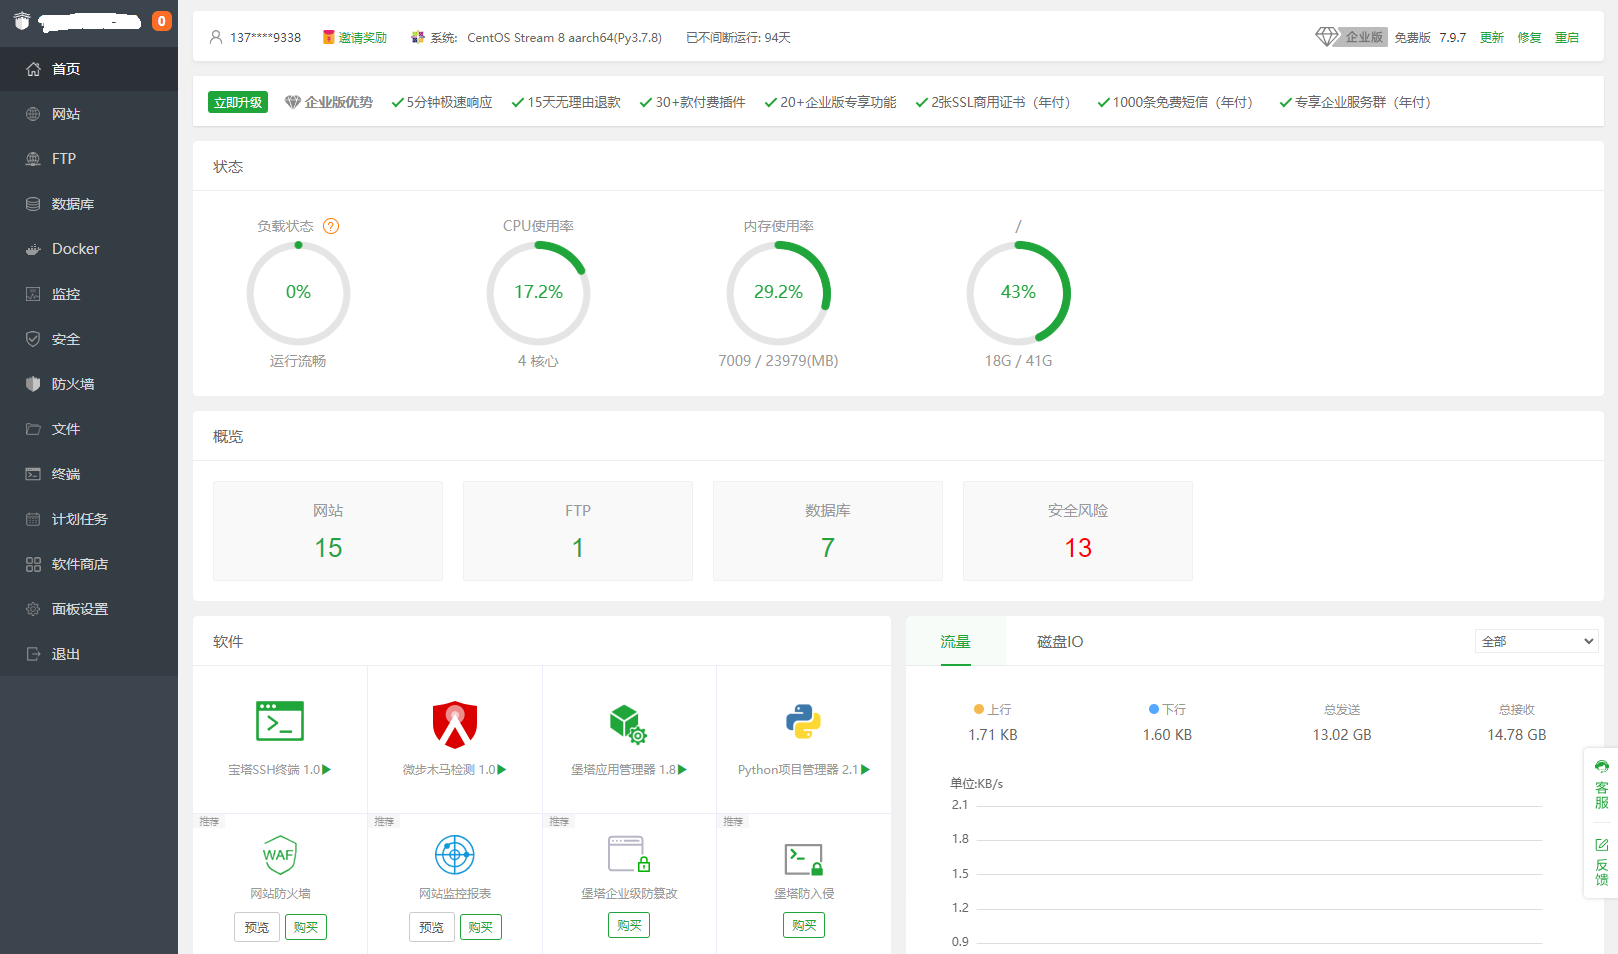 0
首页
网站
FTP
数据库
Docker
监控
安全
防火墙
文件
终端
计划任务
软件商店
面板设置
退出
137****9338 邀请奖励 系统: CentOS Stream 8 aarch64(Py3.7.8) 已不间断运行: 94天 企业版 免费版 7.9.7 更新 修复 重启
立即升级 企业版优势 5分钟极速响应 15天无理由退款 30+款付费插件 20+企业版专享功能 2张SSL商用证书（年付） 1000条免费短信（年付） 专享企业服务群（年付）
状态
负载状态 ? CPU使用率 内存使用率 /
0% 17.2% 29.2% 43%
运行流畅 4 核心 7009 / 23979(MB) 18G / 41G
概览
网站 FTP 数据库 安全风险
15 1 7 13
软件
宝塔SSH终端 1.0 微步木马检测 1.0 堡塔应用管理器 1.8 Python项目管理器 2.1
推荐 推荐 推荐 推荐
WAF
网站防火墙 网站监控报表 堡塔企业级防篡改 堡塔防入侵
预览 购买 预览 购买 购买 购买
流量 磁盘IO 全部
上行 下行 总发送 总接收
1.71 KB 1.60 KB 13.02 GB 14.78 GB
单位:KB/s
2.1
1.8
1.5
1.2
0.9
客服
反馈